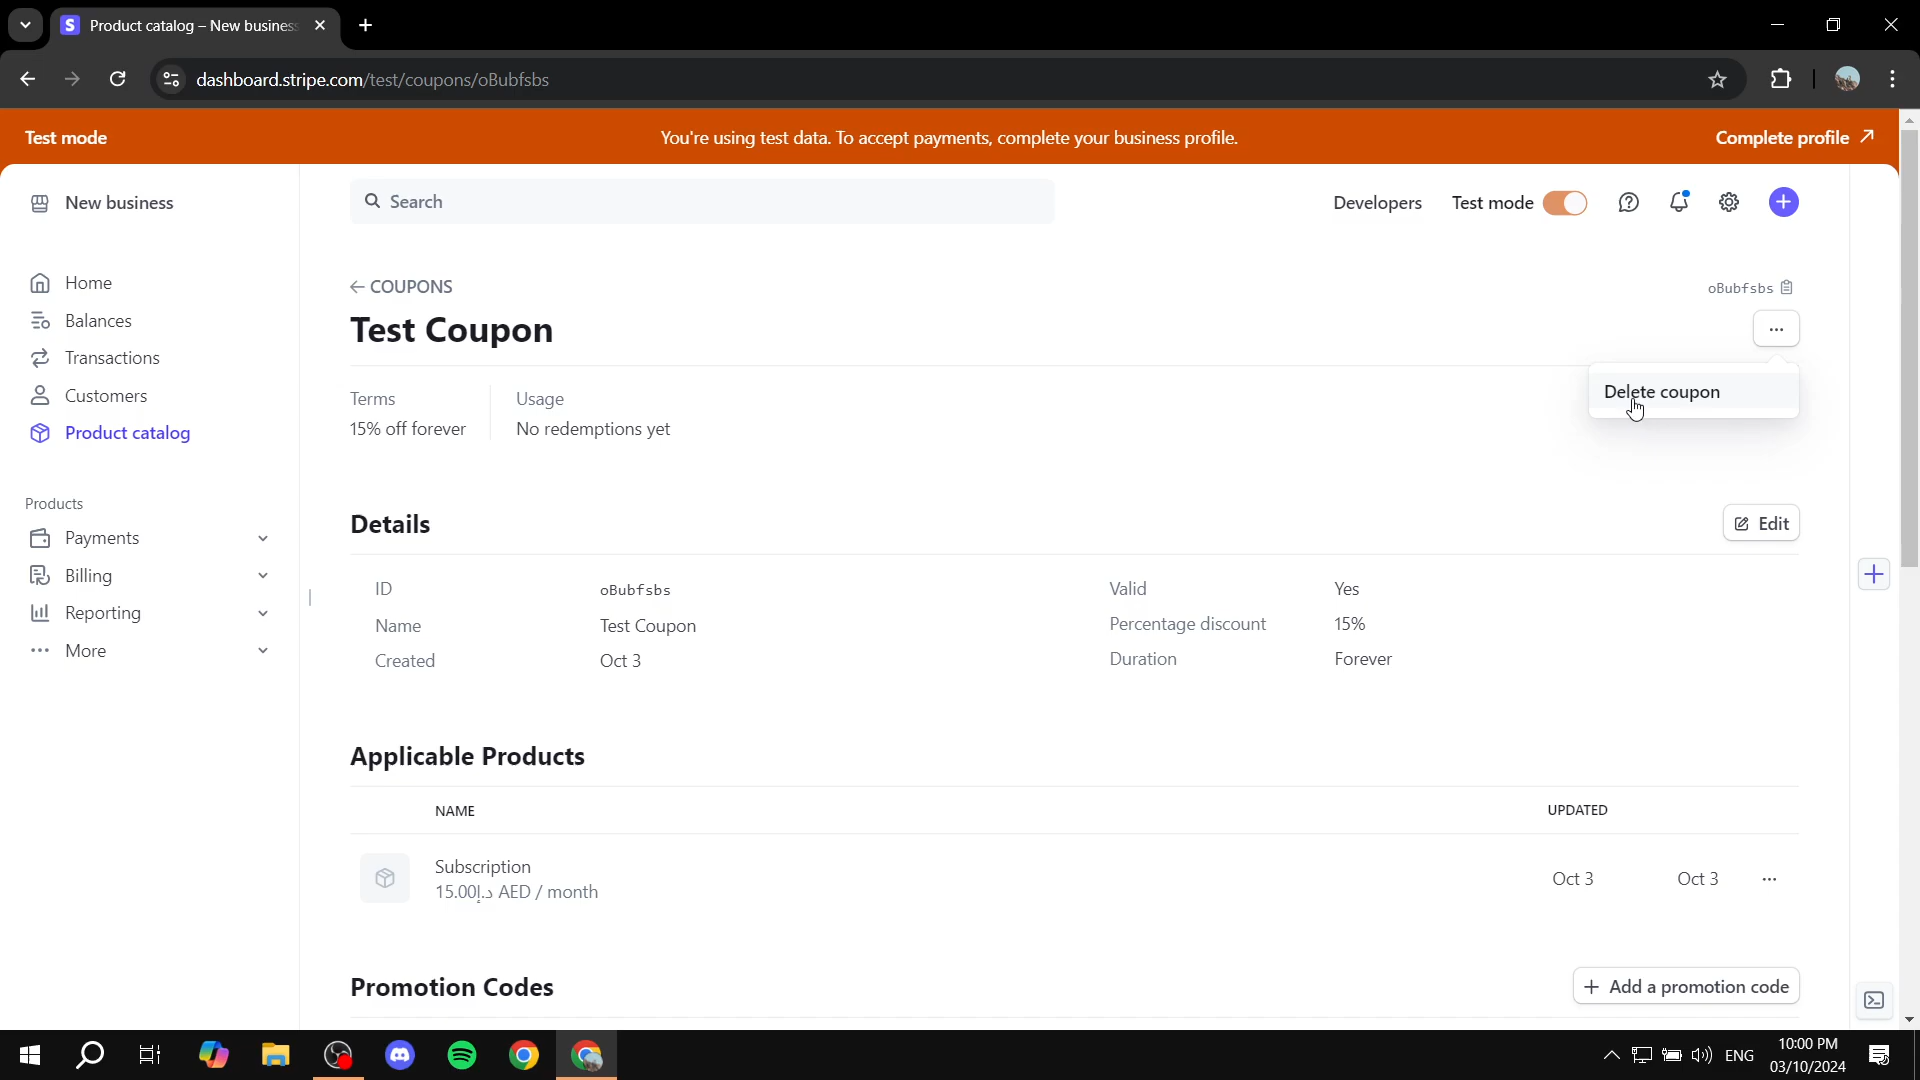 Product catalog – New busines
dashboard.stripe.com/test/coupons/oBubfsbs
Test mode
You're using test data. To accept payments, complete your business profile.
Complete profile
New business
Search
Developers
Test mode
Home
Balances
Transactions
Customers
Product catalog
Products
Payments
Billing
Reporting
More
COUPONS
oBubfsbs
Test Coupon
Delete coupon
Terms
15% off forever
Usage
No redemptions yet
Details
Edit
ID
oBubfsbs
Name
Test Coupon
Created
Oct 3
Valid
Yes
Percentage discount
15%
Duration
Forever
Applicable Products
NAME
UPDATED
Subscription
15.00د.إ AED / month
Oct 3
Oct 3
Promotion Codes
Add a promotion code
ENG
10:00 PM
03/10/2024